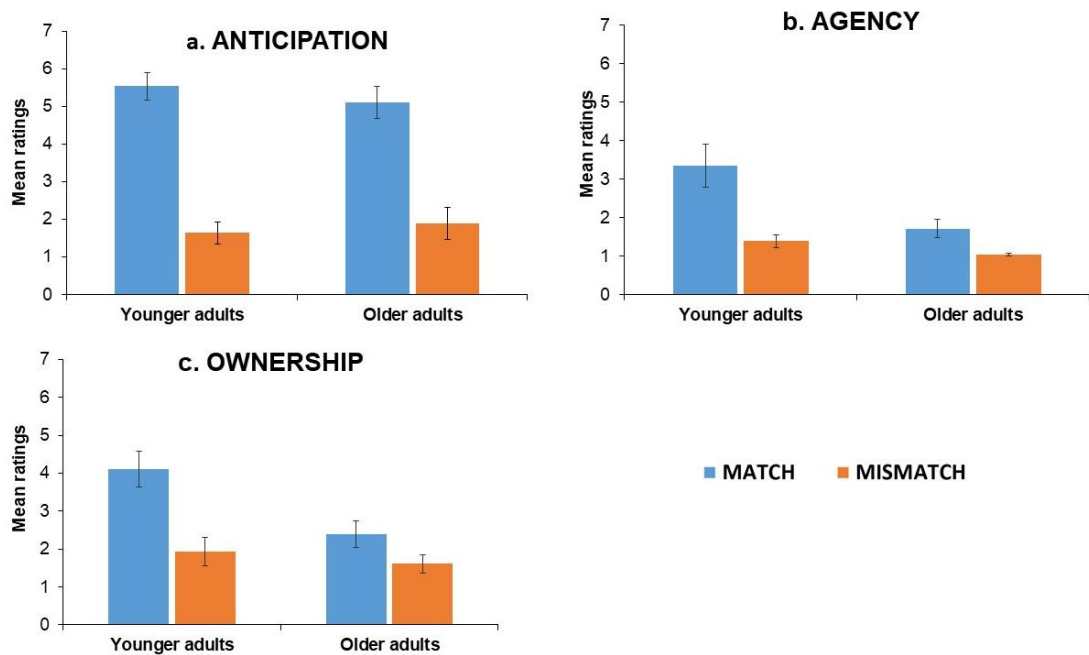 a. ANTICIPATION
Mean ratings
7
6
5
4
3
2
1
0
Younger adults Older adults
b. AGENCY
Mean ratings
7
6
5
4
3
2
1
0
Younger adults Older adults
c. OWNERSHIP
Mean ratings
7
6
5
4
3
2
1
0
Younger adults Older adults
MATCH MISMATCH